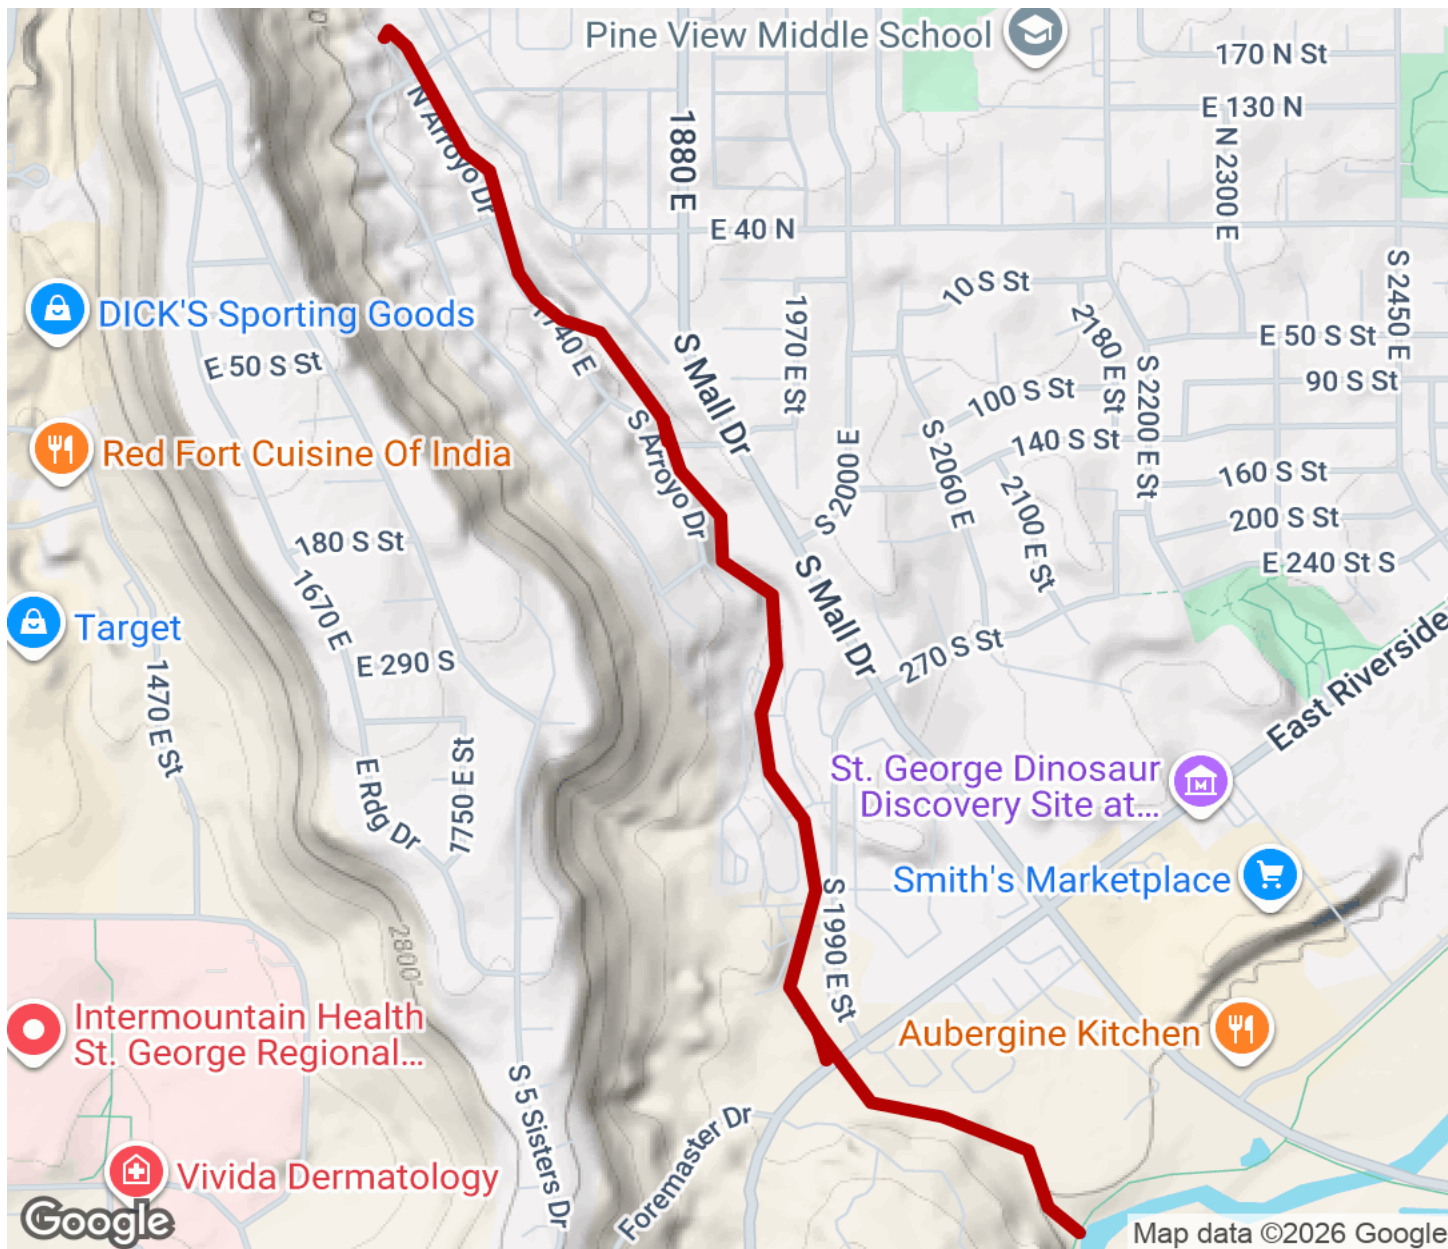 Pine View Middle School
170 N St
E 130 N
N 2300 E
N Arroyo Dr
1880 E
E 40 N
S 2450 E
10 S St
DICK'S Sporting Goods
1740 E
1970 E St
2180 E St
E 50 S St
E 50 S St
S Mall Dr
S 2200 E St
90 S St
100 S St
S Arroyo Dr
S 2000 E
S 2060 E
140 S St
Red Fort Cuisine Of India
160 S St
2100 E St
200 S St
180 S St
E 240 St S
1670 E
S Mall Dr
Target
E 290 S
270 S St
East Riverside
1470 E St
E Rdg Dr
1750 E St
St. George Dinosaur
Discovery Site at...
Smith's Marketplace
S 1990 E St
2800'
Intermountain Health
St. George Regional...
Aubergine Kitchen
S 5 Sisters Dr
Foremaster Dr
Vivida Dermatology
Google
Map data ©2026 Google